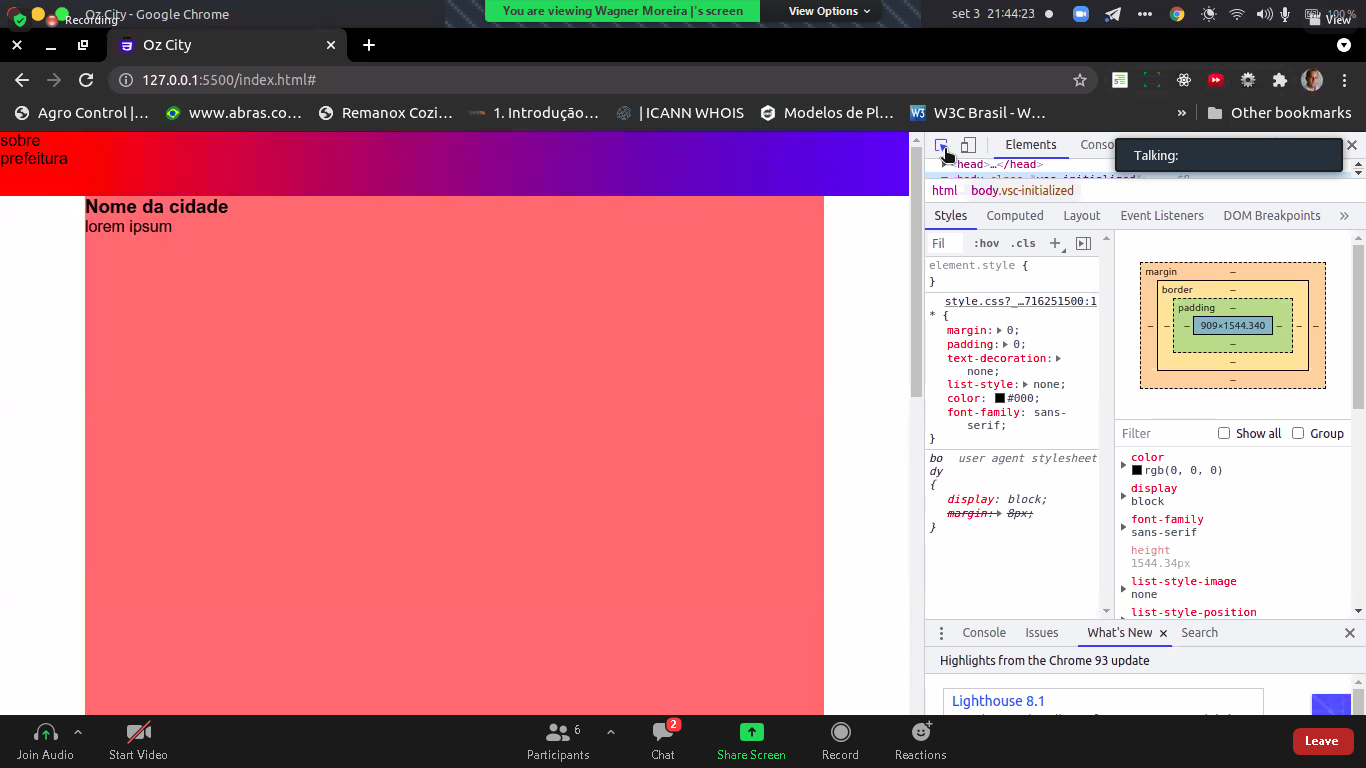 Oz City - Google Chrome
Recording
You are viewing Wagner Moreira |'s screen
View Options
set 3 21:44:23
100 %
View
Oz City
127.0.0.1:5500/index.html#
Agro Control |…
www.abras.co…
Remanox Cozi…
1. Introdução…
| ICANN WHOIS
Modelos de Pl…
W3C Brasil - W…
»
Other bookmarks
sobre
prefeitura
Nome da cidade
lorem ipsum
Elements
Conso
Talking:
<head>…</head>
html
body.vsc-initialized
Styles
Computed
Layout
Event Listeners
DOM Breakpoints
»
Fil
:hov
.cls
element.style {
}
style.css?_…716251500:1
* {
margin: 0;
padding: 0;
text-decoration:
none;
list-style: none;
color: #000;
font-family: sans-
serif;
}
bo
dy
user agent stylesheet
{
display: block;
margin: 8px;
}
margin
–
border
–
padding
–
– – – 909×1544.340 – – –
–
–
–
Filter
Show all
Group
color
rgb(0, 0, 0)
display
block
font-family
sans-serif
height
1544.34px
list-style-image
none
list-style-position
Console
Issues
What's New
Search
Highlights from the Chrome 93 update
Lighthouse 8.1
Join Audio
Start Video
Participants
6
Chat
2
Share Screen
Record
Reactions
Leave